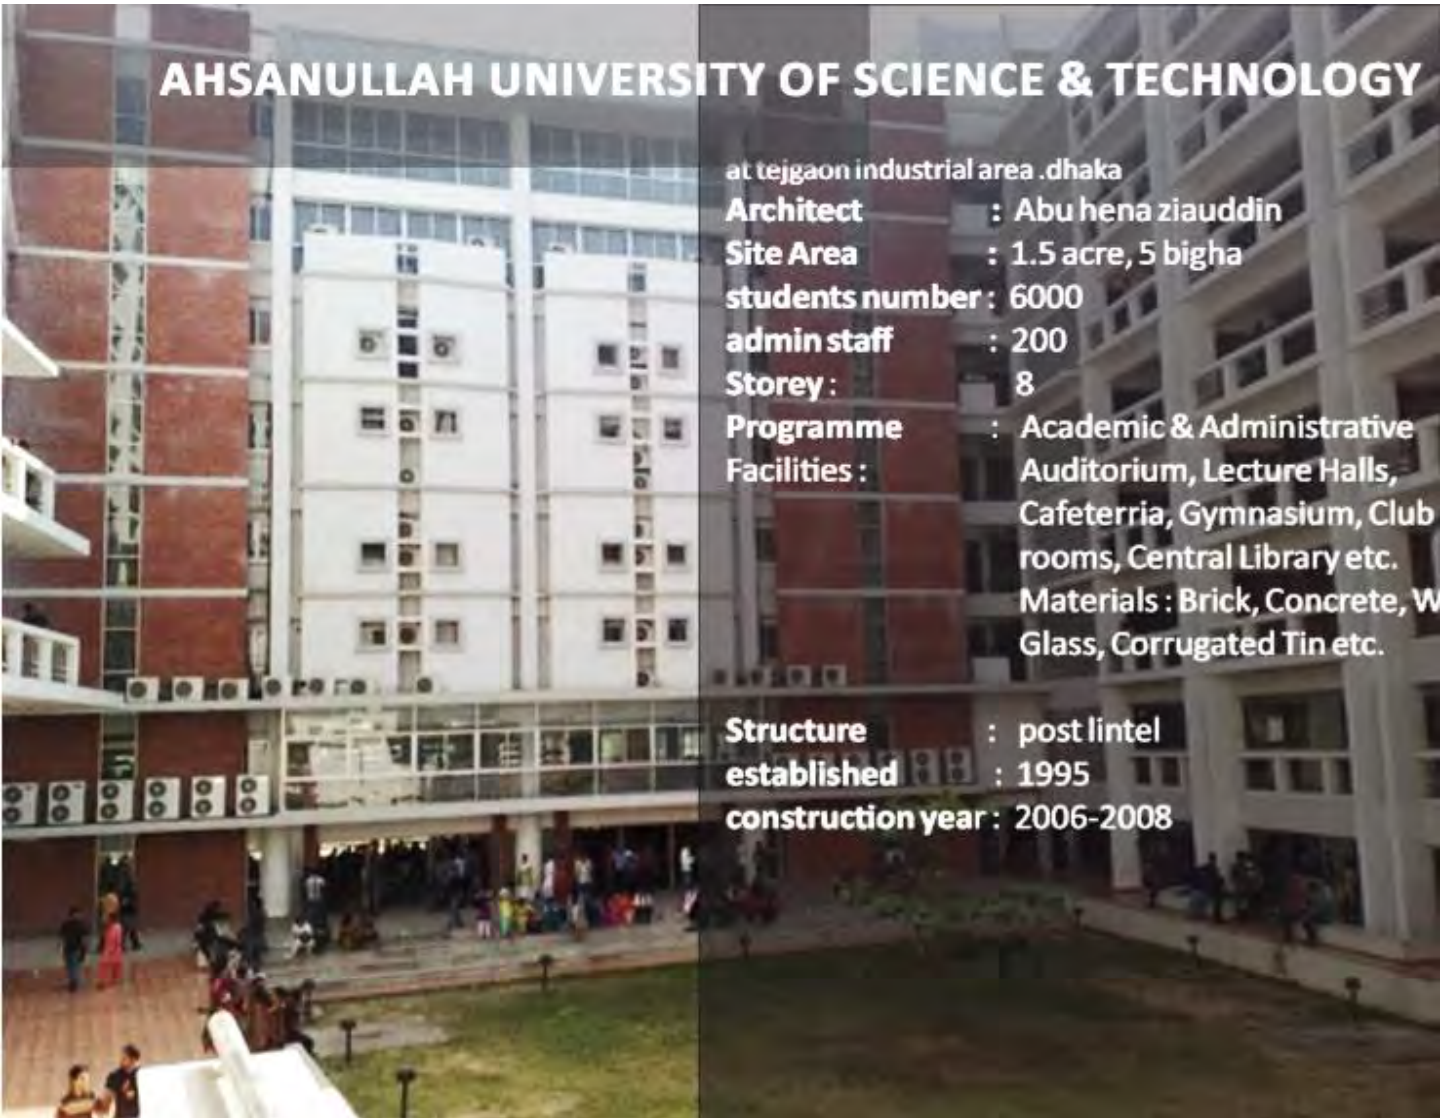 AHSANULLAH UNIVERSITY OF SCIENCE & TECHNOLOGY
at tejgaon industrial area .dhaka
Architect : Abu hena ziauddin
Site Area : 1.5 acre, 5 bigha
students number : 6000
admin staff : 200
Storey : 8
Programme : Academic & Administrative
Facilities : Auditorium, Lecture Halls,
Cafeterria, Gymnasium, Club
rooms, Central Library etc.
Materials : Brick, Concrete,
Glass, Corrugated Tin etc.
Structure : post lintel
established : 1995
construction year : 2006-2008